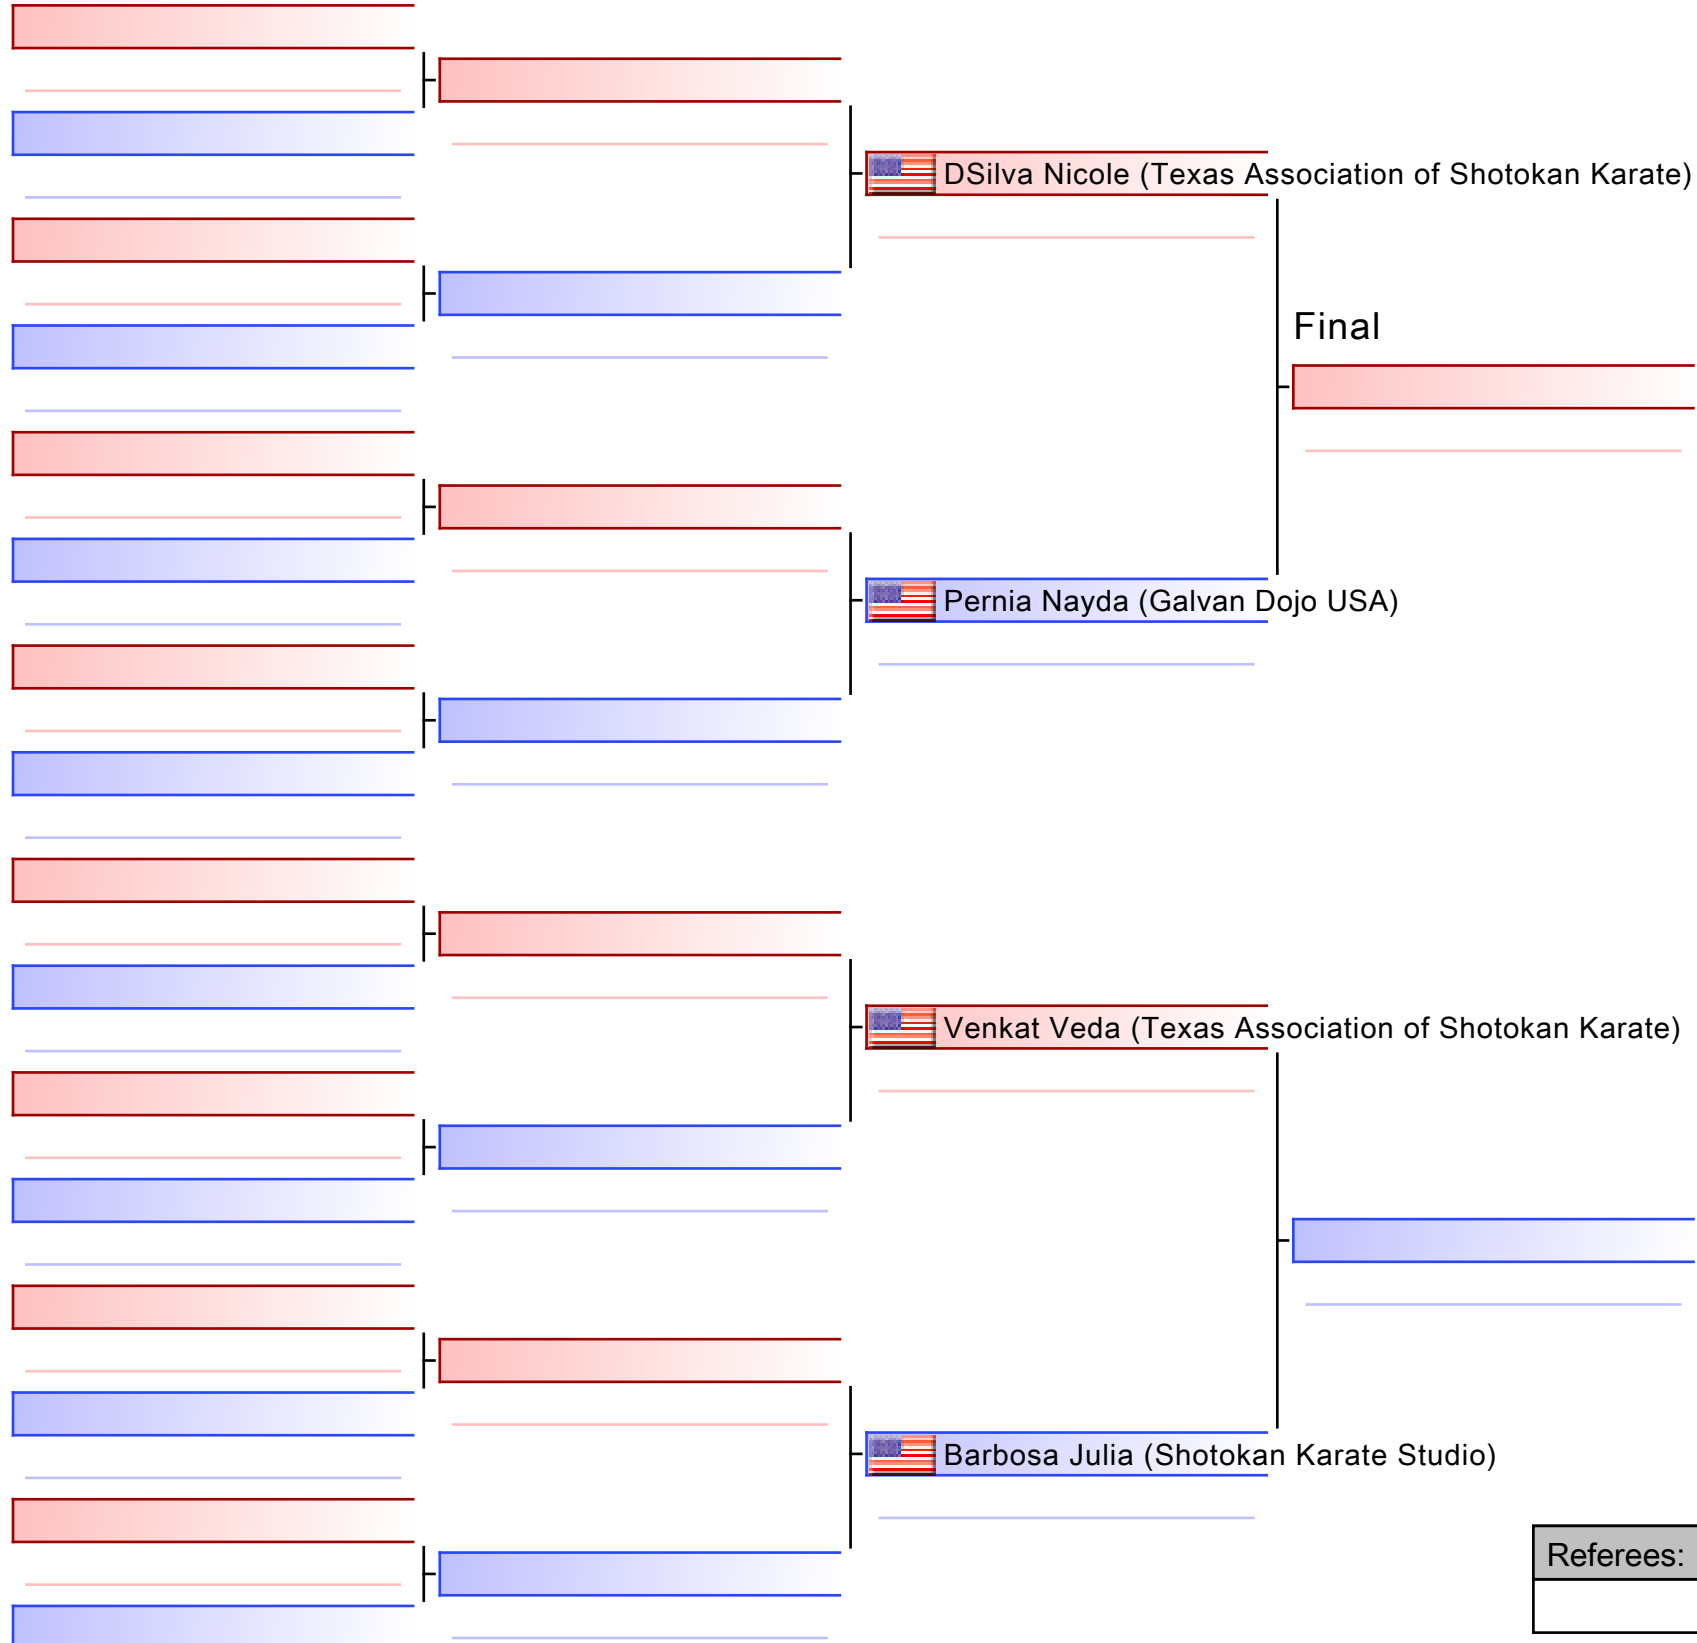 DSilva Nicole (Texas Association of Shotokan Karate)
Final
Pernia Nayda (Galvan Dojo USA)
Venkat Veda (Texas Association of Shotokan Karate)
Barbosa Julia (Shotokan Karate Studio)
Referees: